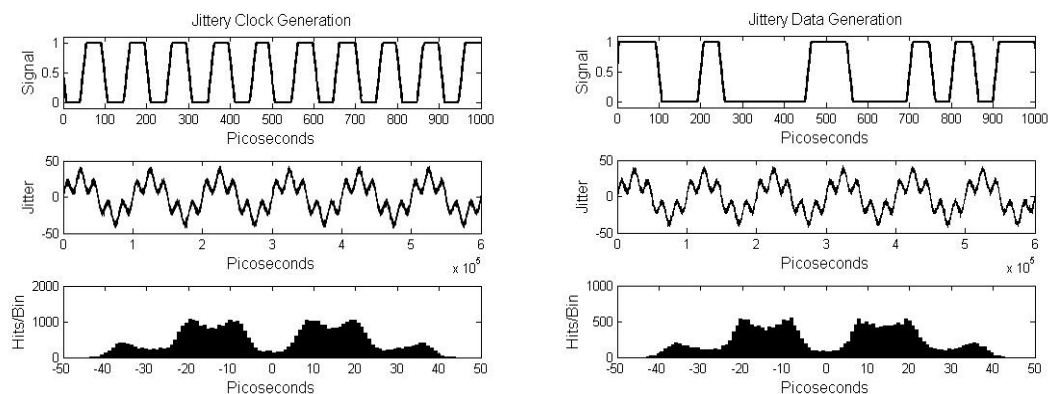 Jittery Clock Generation
Signal
1
0.5
0
0 100 200 300 400 500 600 700 800 900 1000
Picoseconds
Jitter
50
0
-50
0 1 2 3 4 5 6
Picoseconds
x 10^5
Hits/Bin
2000
1000
0
-50 -40 -30 -20 -10 0 10 20 30 40 50
Picoseconds
Jittery Data Generation
Signal
1
0.5
0
0 100 200 300 400 500 600 700 800 900 1000
Picoseconds
Jitter
50
0
-50
0 1 2 3 4 5 6
Picoseconds
x 10^5
Hits/Bin
1000
500
0
-50 -40 -30 -20 -10 0 10 20 30 40 50
Picoseconds